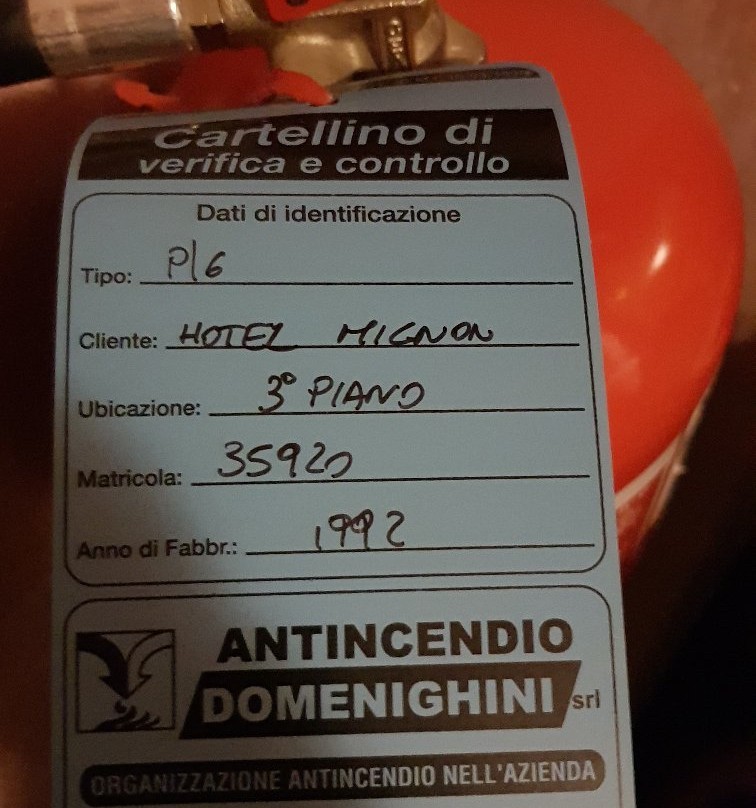 Cartellino di
verifica e controllo
Dati di identificazione
Tipo: P/6
Cliente: HOTEL MIGNON
Ubicazione: 3° PIANO
Matricola: 35920
Anno di Fabbr.: 1992
ANTINCENDIO
DOMENIGHINI srl
ORGANIZZAZIONE ANTINCENDIO NELL'AZIENDA